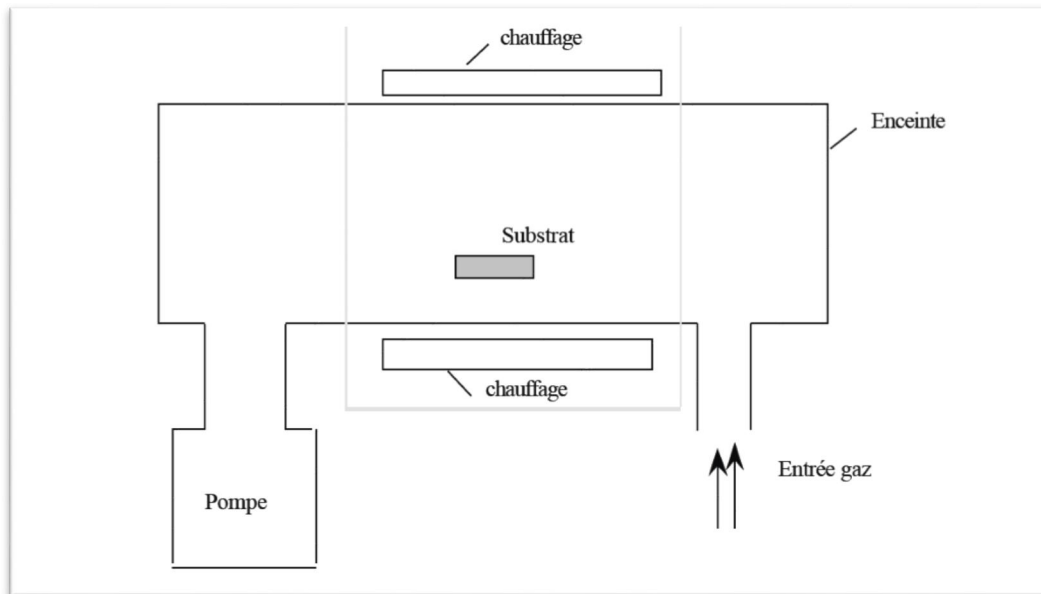 chauffage
Enceinte
Substrat
chauffage
Entrée gaz
Pompe